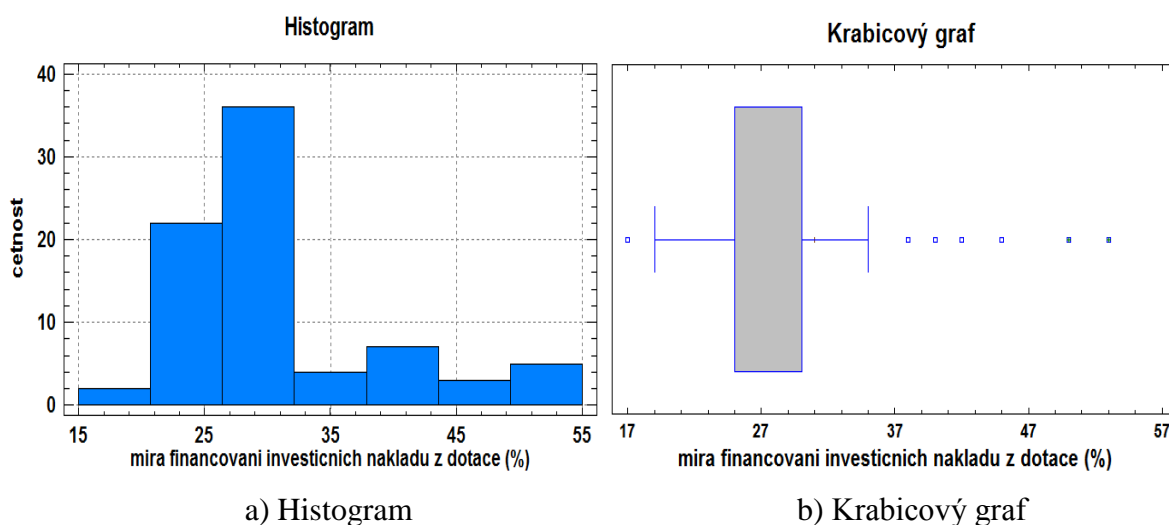 Histogram
40
30
20
10
0
cetnost
15 25 35 45 55
mira financovani investicnich nakladu z dotace (%)
a) Histogram
Krabicový graf
17 27 37 47 57
mira financovani investicnich nakladu z dotace (%)
b) Krabicový graf